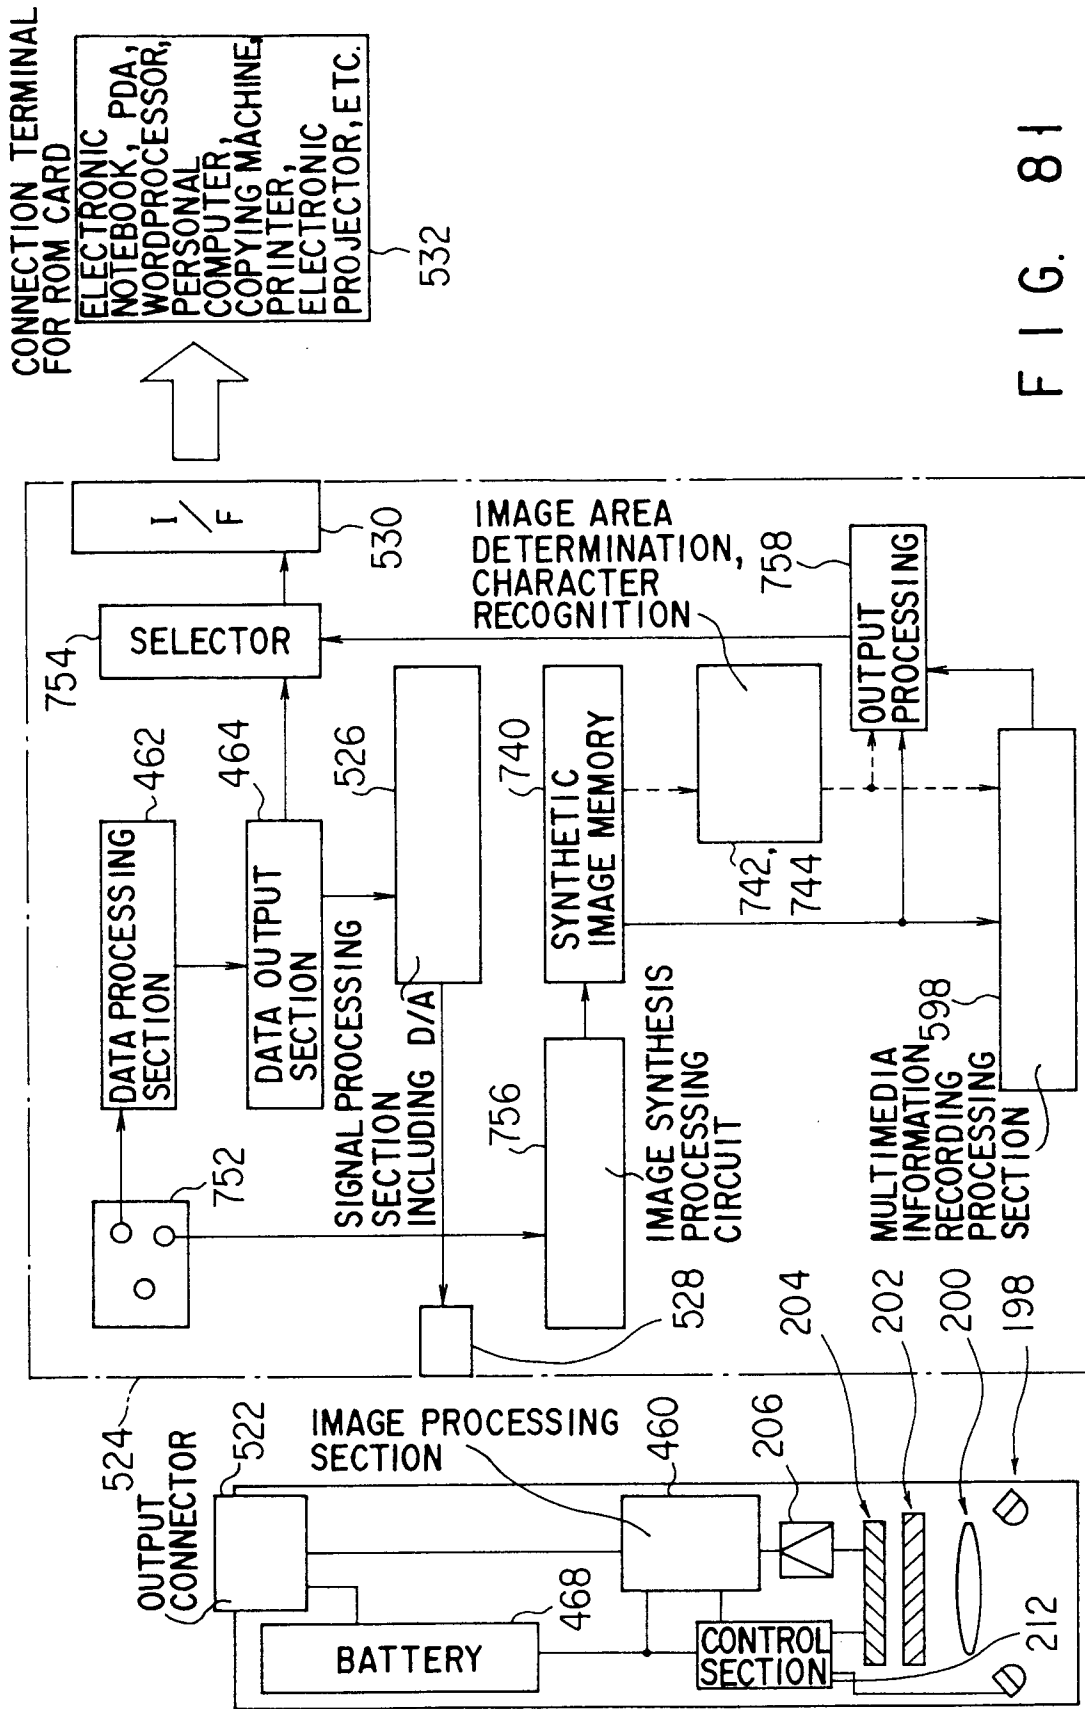 CONNECTION TERMINAL
FOR ROM CARD
ELECTRONIC
NOTEBOOK, PDA,
WORDPROCESSOR,
PERSONAL
COMPUTER,
COPYING MACHINE,
PRINTER,
ELECTRONIC
PROJECTOR, ETC.
532
I/F
530
754
SELECTOR
462
DATA PROCESSING
SECTION
464
DATA OUTPUT
SECTION
752
SIGNAL PROCESSING
SECTION
INCLUDING D/A
526
528
IMAGE AREA
DETERMINATION,
CHARACTER
RECOGNITION
740
SYNTHETIC
IMAGE MEMORY
742,
744
758
OUTPUT
PROCESSING
756
IMAGE SYNTHESIS
PROCESSING
CIRCUIT
MULTIMEDIA
INFORMATION
RECORDING
PROCESSING
SECTION
598
524
OUTPUT
CONNECTOR
522
IMAGE PROCESSING
SECTION
460
206
204
202
200
198
468
BATTERY
CONTROL
SECTION
212
FIG. 81